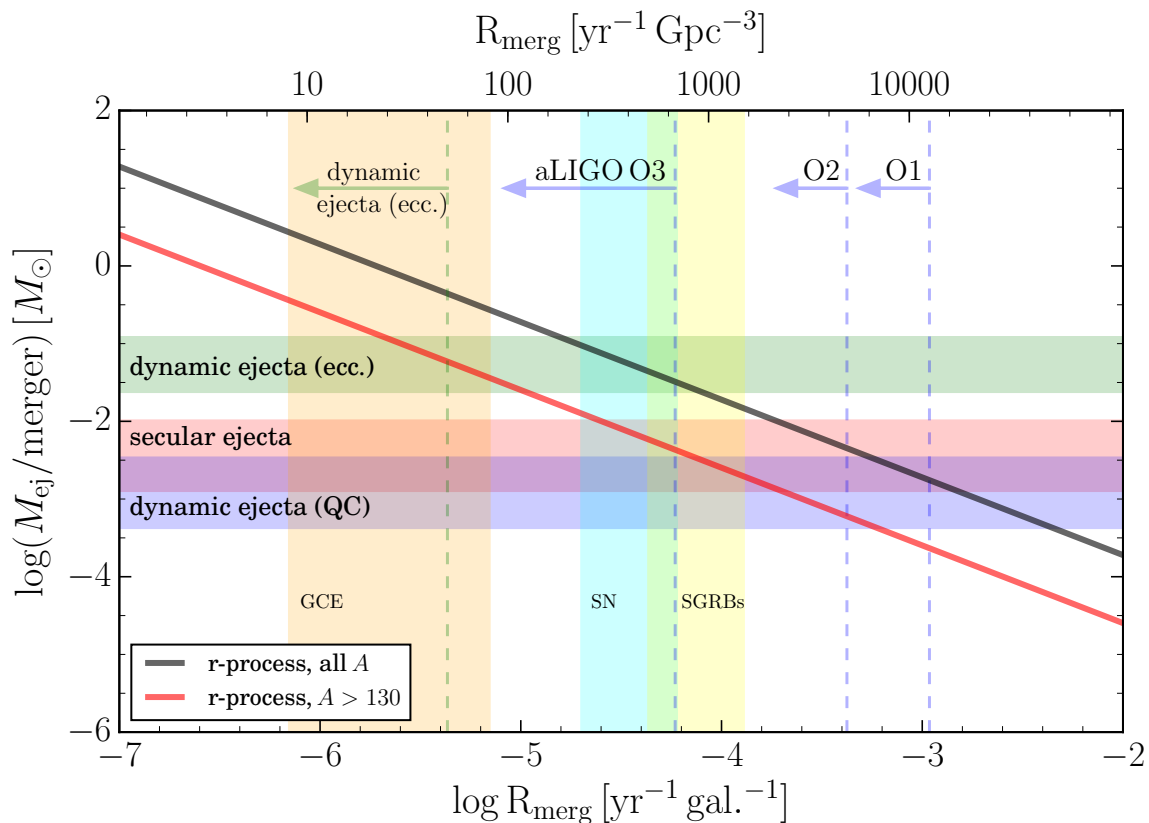 R_merg [yr⁻¹ Gpc⁻³]
10 100 1000 10000
2
0
−2
−4
−6
log(M_ej/merger) [M_⊙]
dynamic
ejecta (ecc.)
aLIGO O3
O2
O1
dynamic ejecta (ecc.)
secular ejecta
dynamic ejecta (QC)
GCE
SN
SGRBs
r-process, all A
r-process, A > 130
−7 −6 −5 −4 −3 −2
log R_merg [yr⁻¹ gal.⁻¹]